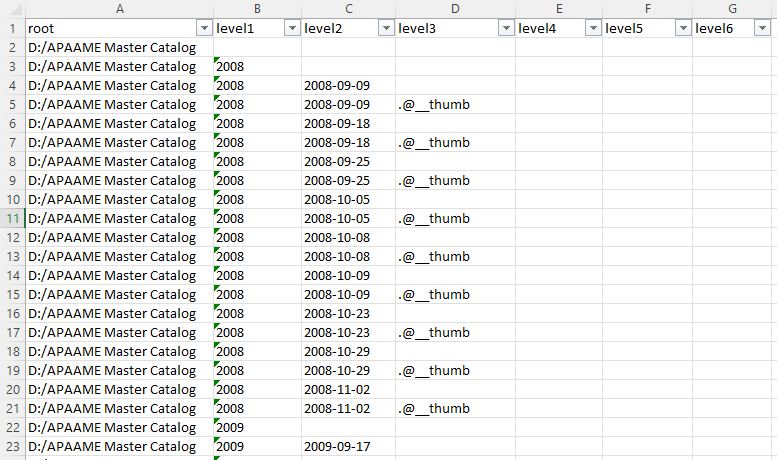 A B C D E F G
1 root level1 level2 level3 level4 level5 level6
2 D:/APAAME Master Catalog
3 D:/APAAME Master Catalog 2008
4 D:/APAAME Master Catalog 2008 2008-09-09
5 D:/APAAME Master Catalog 2008 2008-09-09 .@__thumb
6 D:/APAAME Master Catalog 2008 2008-09-18
7 D:/APAAME Master Catalog 2008 2008-09-18 .@__thumb
8 D:/APAAME Master Catalog 2008 2008-09-25
9 D:/APAAME Master Catalog 2008 2008-09-25 .@__thumb
10 D:/APAAME Master Catalog 2008 2008-10-05
11 D:/APAAME Master Catalog 2008 2008-10-05 .@__thumb
12 D:/APAAME Master Catalog 2008 2008-10-08
13 D:/APAAME Master Catalog 2008 2008-10-08 .@__thumb
14 D:/APAAME Master Catalog 2008 2008-10-09
15 D:/APAAME Master Catalog 2008 2008-10-09 .@__thumb
16 D:/APAAME Master Catalog 2008 2008-10-23
17 D:/APAAME Master Catalog 2008 2008-10-23 .@__thumb
18 D:/APAAME Master Catalog 2008 2008-10-29
19 D:/APAAME Master Catalog 2008 2008-10-29 .@__thumb
20 D:/APAAME Master Catalog 2008 2008-11-02
21 D:/APAAME Master Catalog 2008 2008-11-02 .@__thumb
22 D:/APAAME Master Catalog 2009
23 D:/APAAME Master Catalog 2009 2009-09-17